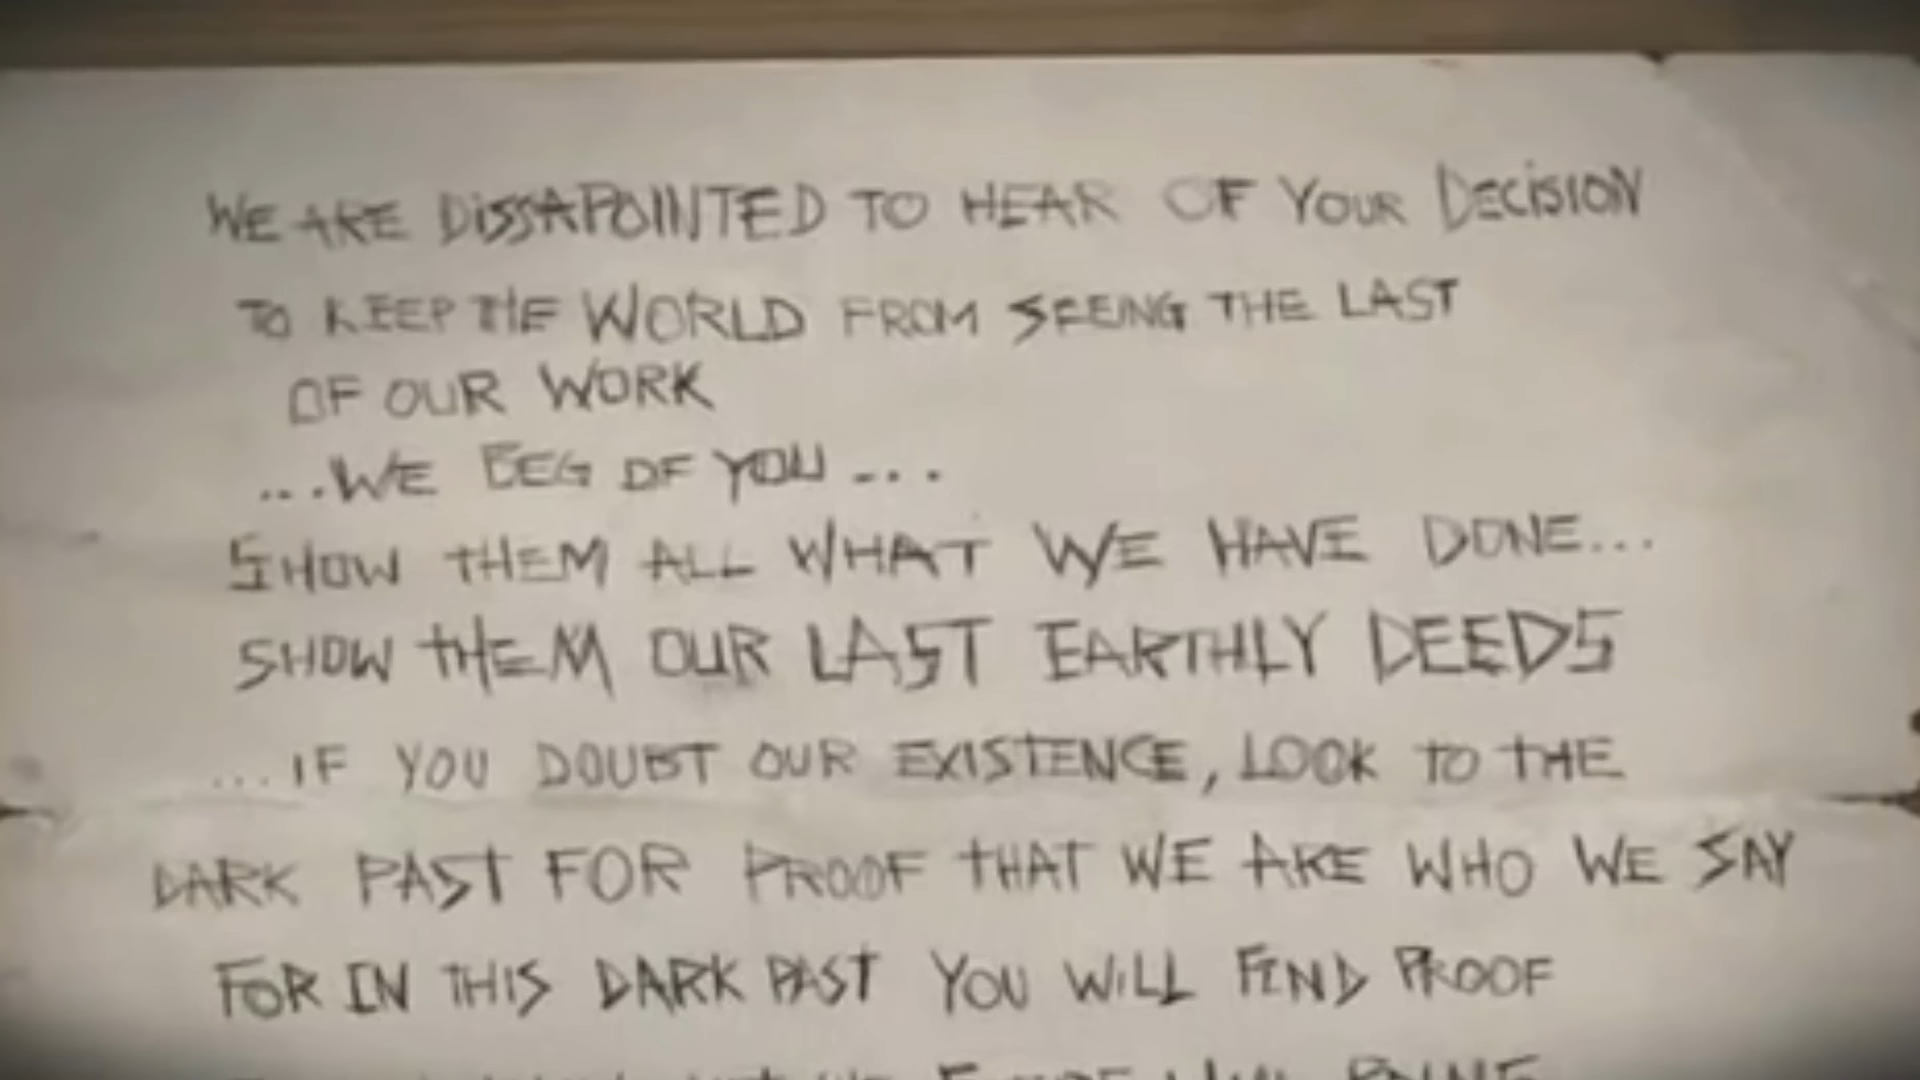 WE ARE DISSAPOINTED TO HEAR OF YOUR DECISION
TO KEEP THE WORLD FROM SEEING THE LAST
OF OUR WORK
...WE BEG OF YOU...
SHOW THEM ALL WHAT WE HAVE DONE...
SHOW THEM OUR LAST EARTHLY DEEDS
...IF YOU DOUBT OUR EXISTENCE, LOOK TO THE
DARK PAST FOR PROOF THAT WE ARE WHO WE SAY
FOR IN THIS DARK PAST YOU WILL FIND PROOF